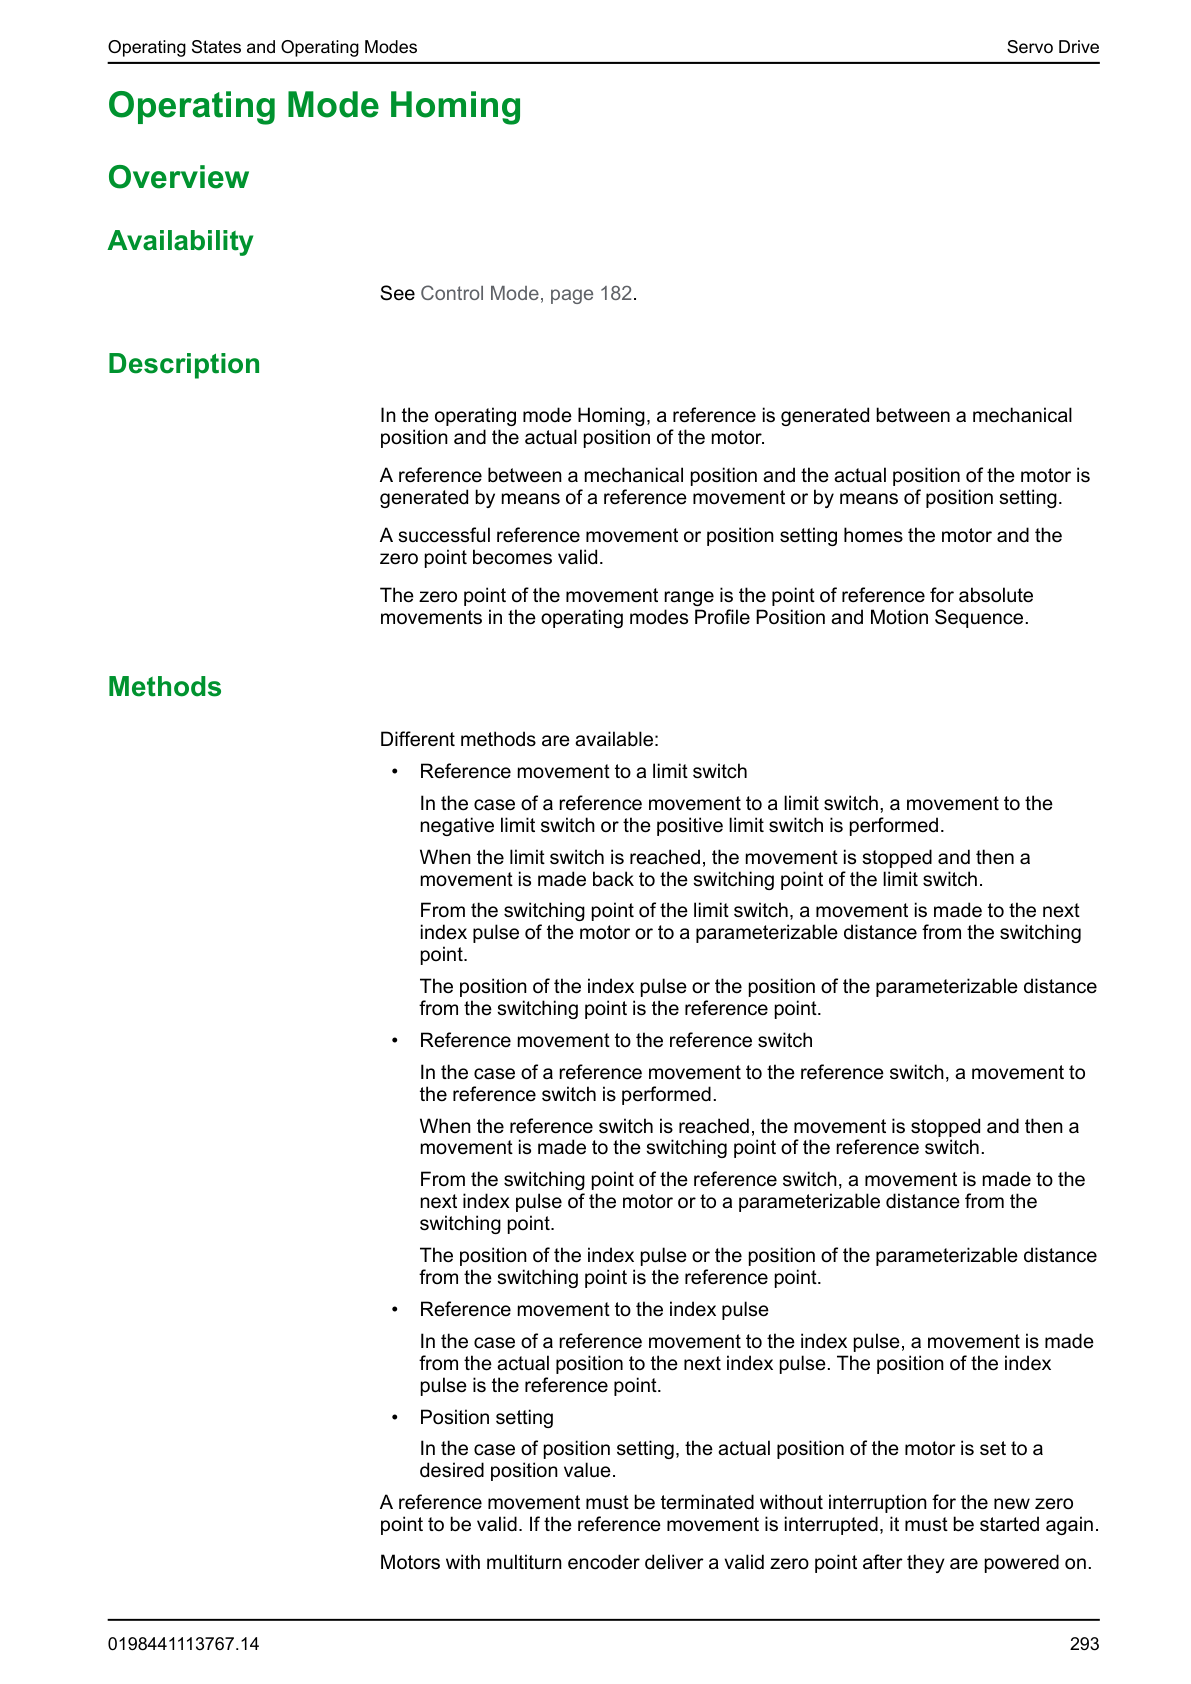 Operating States and Operating Modes
Servo Drive
Operating Mode Homing
Overview
Availability
See Control Mode, page 182.
Description
In the operating mode Homing, a reference is generated between a mechanical
position and the actual position of the motor.
A reference between a mechanical position and the actual position of the motor is
generated by means of a reference movement or by means of position setting.
A successful reference movement or position setting homes the motor and the
zero point becomes valid.
The zero point of the movement range is the point of reference for absolute
movements in the operating modes Profile Position and Motion Sequence.
Methods
Different methods are available:
• Reference movement to a limit switch
In the case of a reference movement to a limit switch, a movement to the
negative limit switch or the positive limit switch is performed.
When the limit switch is reached, the movement is stopped and then a
movement is made back to the switching point of the limit switch.
From the switching point of the limit switch, a movement is made to the next
index pulse of the motor or to a parameterizable distance from the switching
point.
The position of the index pulse or the position of the parameterizable distance
from the switching point is the reference point.
• Reference movement to the reference switch
In the case of a reference movement to the reference switch, a movement to
the reference switch is performed.
When the reference switch is reached, the movement is stopped and then a
movement is made to the switching point of the reference switch.
From the switching point of the reference switch, a movement is made to the
next index pulse of the motor or to a parameterizable distance from the
switching point.
The position of the index pulse or the position of the parameterizable distance
from the switching point is the reference point.
• Reference movement to the index pulse
In the case of a reference movement to the index pulse, a movement is made
from the actual position to the next index pulse. The position of the index
pulse is the reference point.
• Position setting
In the case of position setting, the actual position of the motor is set to a
desired position value.
A reference movement must be terminated without interruption for the new zero
point to be valid. If the reference movement is interrupted, it must be started again.
Motors with multiturn encoder deliver a valid zero point after they are powered on.
0198441113767.14
293